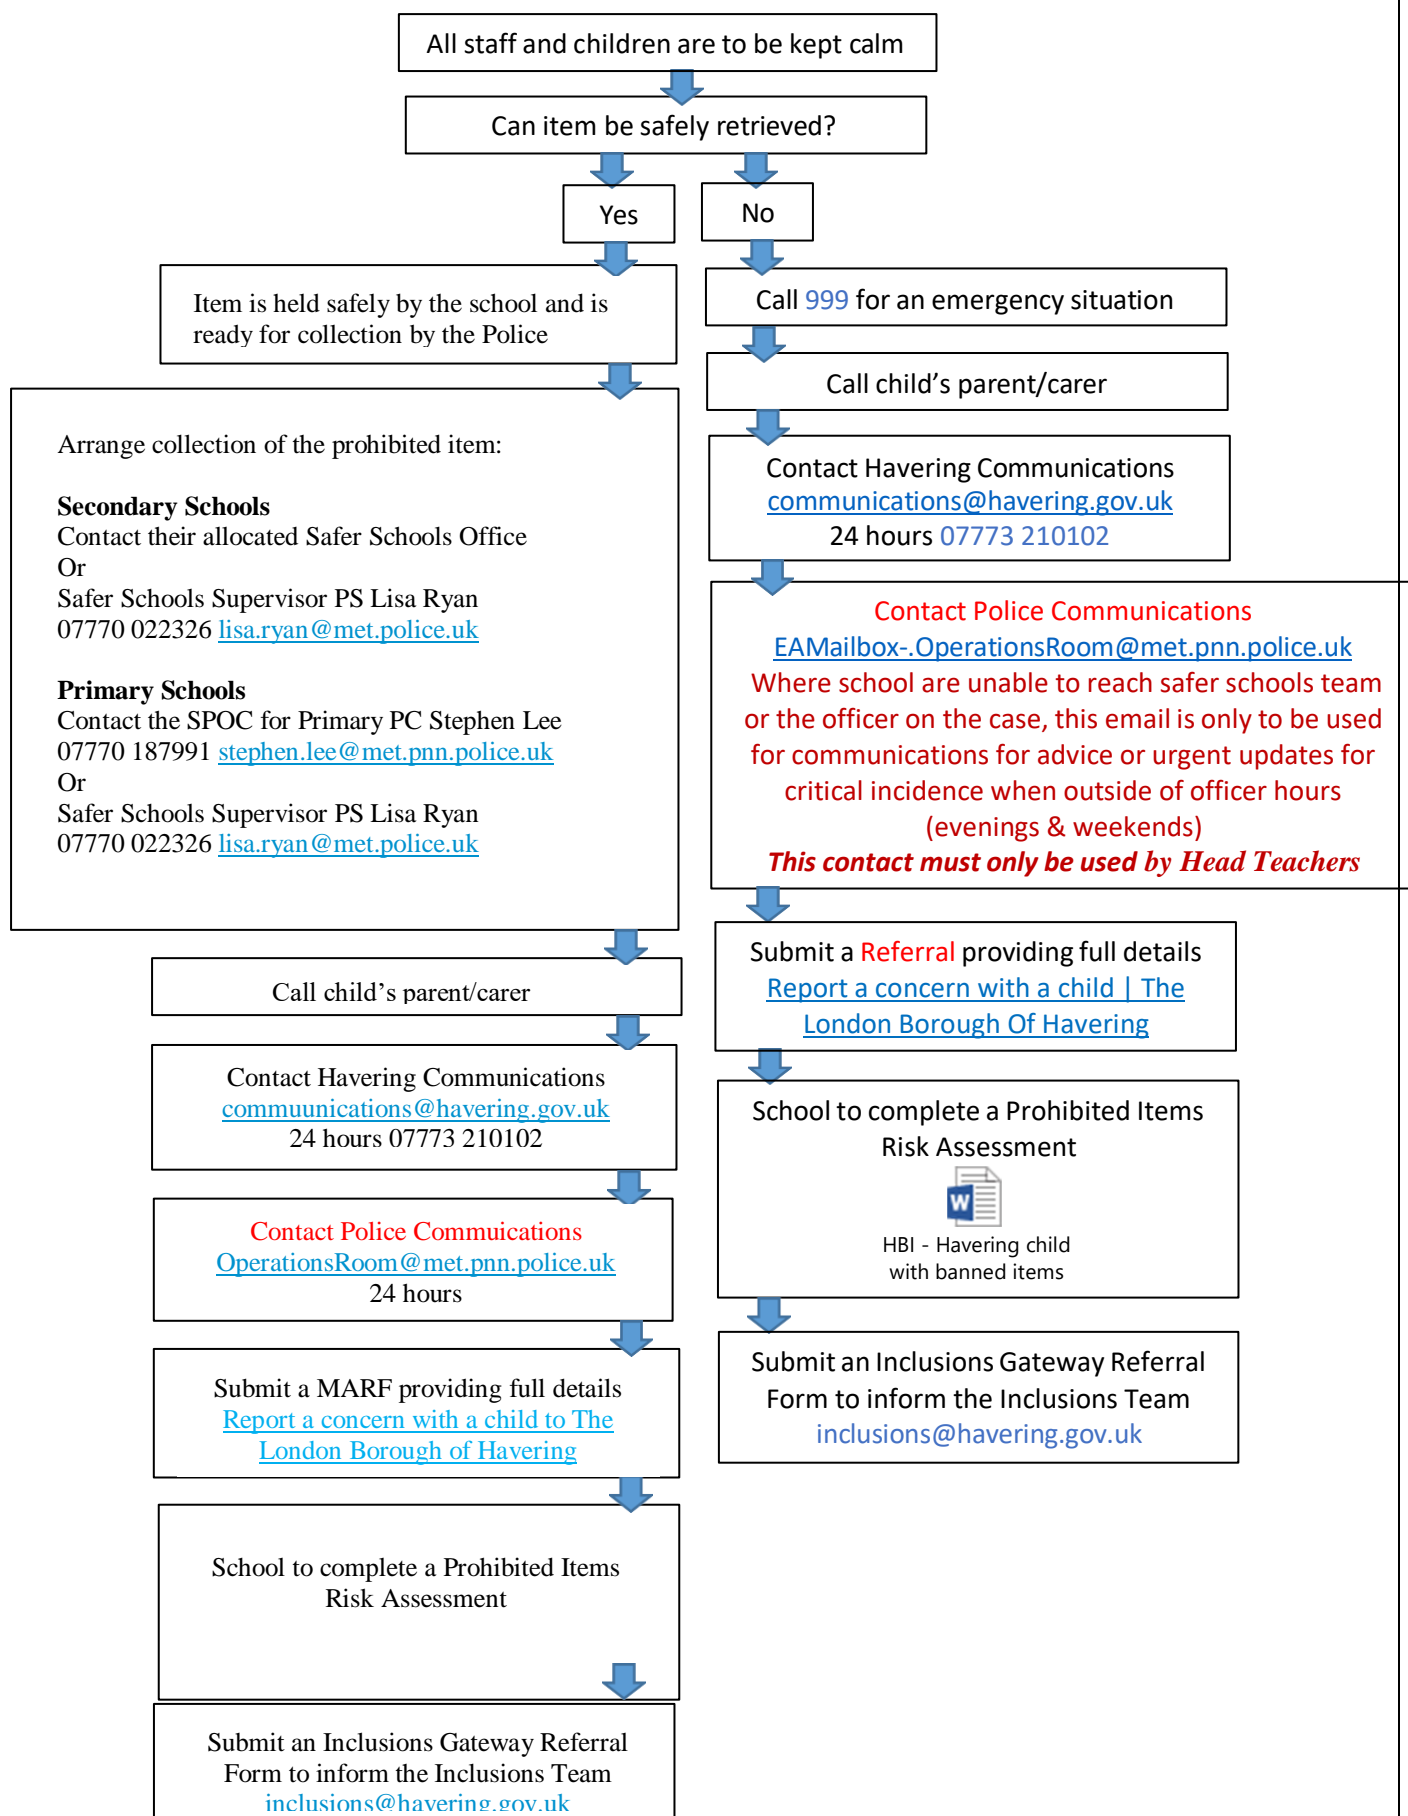 All staff and children are to be kept calm
Can item be safely retrieved?
Yes
No
Item is held safely by the school and is
ready for collection by the Police
Arrange collection of the prohibited item:
Secondary Schools
Contact their allocated Safer Schools Office
Or
Safer Schools Supervisor PS Lisa Ryan
07770 022326 lisa.ryan@met.police.uk
Primary Schools
Contact the SPOC for Primary PC Stephen Lee
07770 187991 stephen.lee@met.pnn.police.uk
Or
Safer Schools Supervisor PS Lisa Ryan
07770 022326 lisa.ryan@met.police.uk
Call child's parent/carer
Contact Havering Communications
commuunications@havering.gov.uk
24 hours 07773 210102
Contact Police Commuications
OperationsRoom@met.pnn.police.uk
24 hours
Submit a MARF providing full details
Report a concern with a child to The
London Borough of Havering
School to complete a Prohibited Items
Risk Assessment
Submit an Inclusions Gateway Referral
Form to inform the Inclusions Team
inclusions@havering.gov.uk
Call 999 for an emergency situation
Call child's parent/carer
Contact Havering Communications
communications@havering.gov.uk
24 hours 07773 210102
Contact Police Communications
EAMailbox-.OperationsRoom@met.pnn.police.uk
Where school are unable to reach safer schools team
or the officer on the case, this email is only to be used
for communications for advice or urgent updates for
critical incidence when outside of officer hours
(evenings & weekends)
This contact must only be used by Head Teachers
Submit a Referral providing full details
Report a concern with a child | The
London Borough Of Havering
School to complete a Prohibited Items
Risk Assessment
W
HBI - Havering child
with banned items
Submit an Inclusions Gateway Referral
Form to inform the Inclusions Team
inclusions@havering.gov.uk